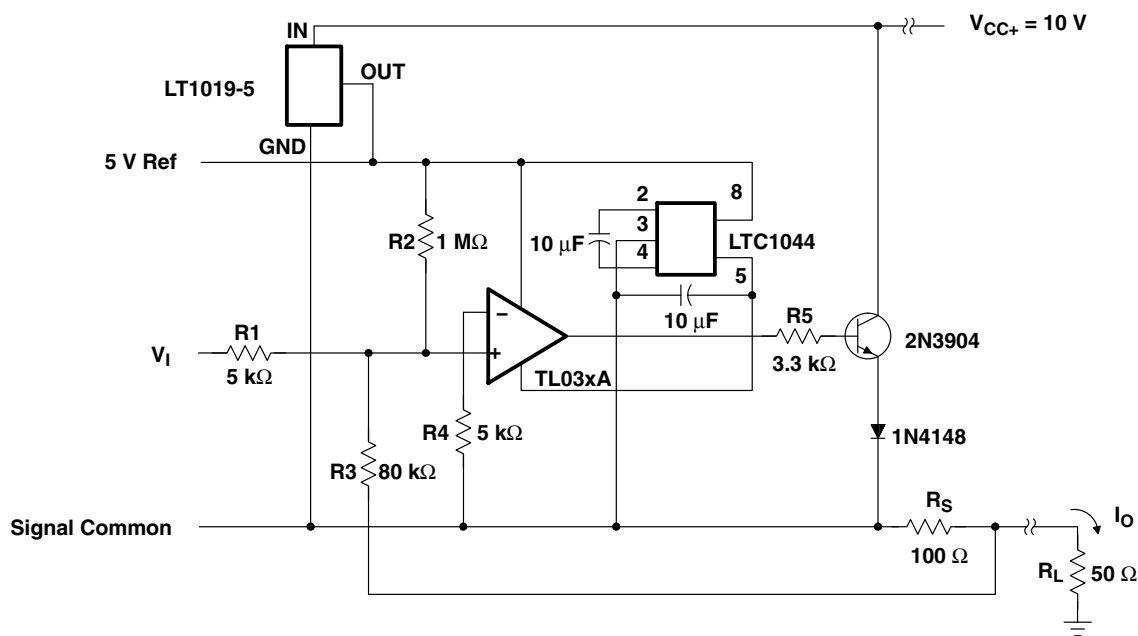 IN
V_CC+ = 10 V
OUT
LT1019-5
GND
5 V Ref
2
8
3
R2
1 MΩ
10 μF
LTC1044
4
5
R1
10 μF
R5
−
2N3904
V_I
+
5 kΩ
TL03xA
3.3 kΩ
R4
5 kΩ
1N4148
R3
80 kΩ
R_S
I_O
Signal Common
100 Ω
R_L
50 Ω